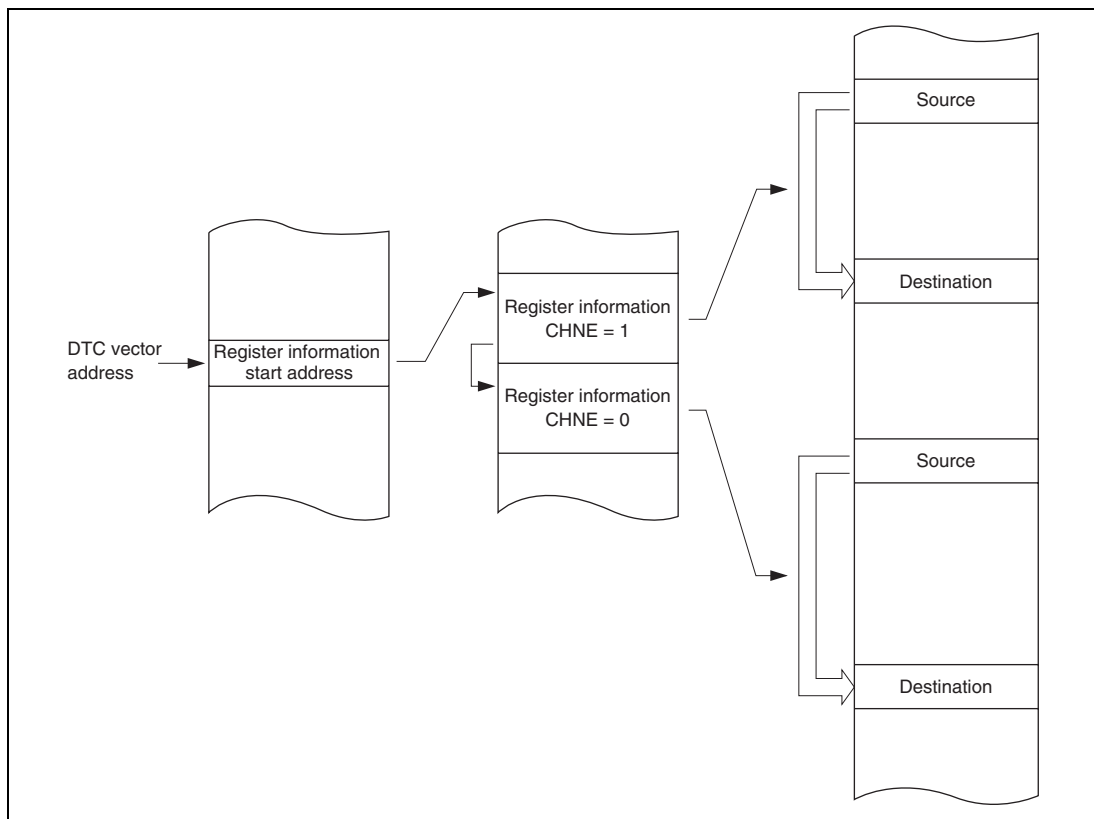 DTC vector
address
Register information
start address
Register information
CHNE = 1
Register information
CHNE = 0
Source
Destination
Source
Destination